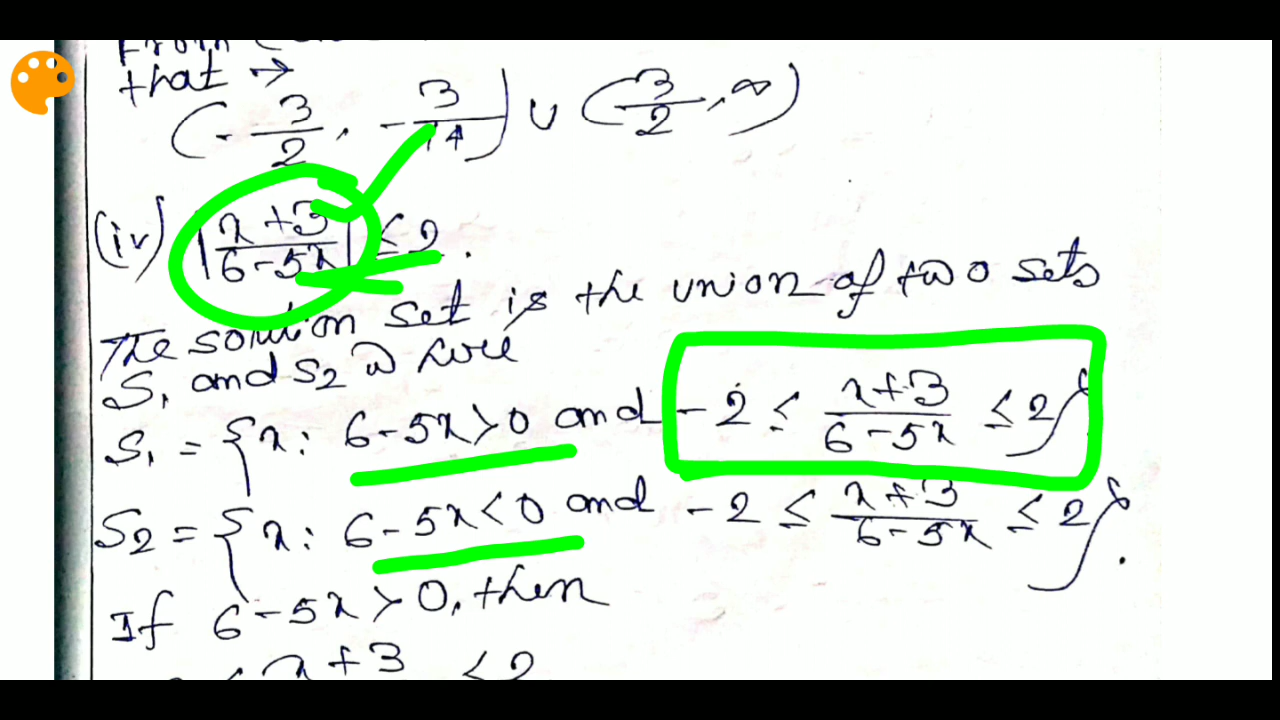 that →
(-3/2, -3/14) ∪ (3/2, ∞)
(iv) |x+3/6-5x| ≤ 2.
The solution set is the union of two sets
S1 and S2 where
S1 = {x: 6-5x>0 and -2 ≤ x+3/6-5x ≤ 2}
S2 = {x: 6-5x<0 and -2 ≤ x+3/6-5x ≤ 2}.
If 6-5x > 0, then
x+3